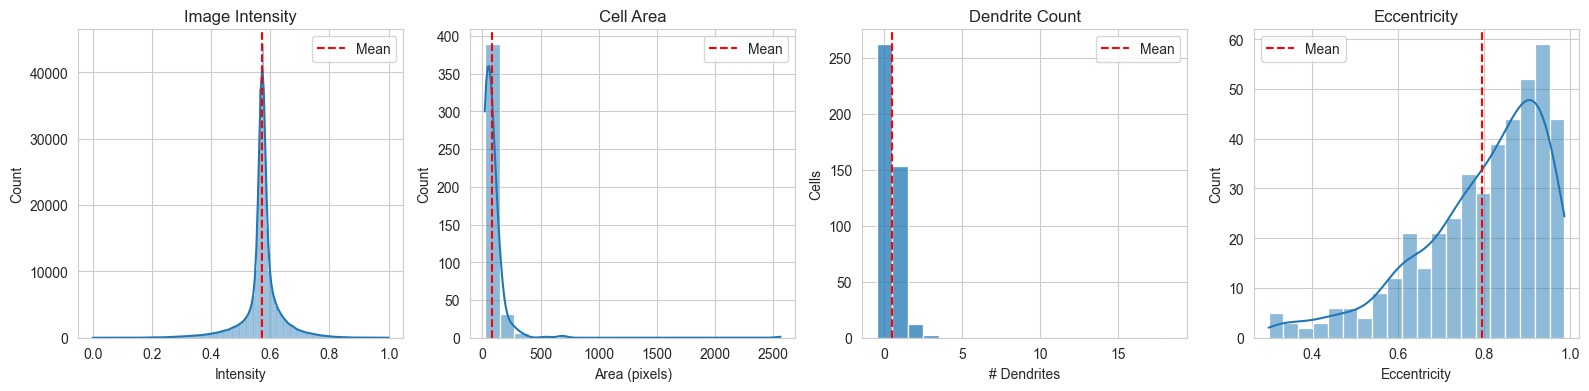 Image Intensity
Mean
40000
30000
20000
10000
0
Count
0.0 0.2 0.4 0.6 0.8 1.0
Intensity
Cell Area
Mean
400
350
300
250
200
150
100
50
0
Count
0 500 1000 1500 2000 2500
Area (pixels)
Dendrite Count
Mean
250
200
150
100
50
0
Cells
0 5 10 15
# Dendrites
Eccentricity
Mean
60
50
40
30
20
10
0
Count
0.4 0.6 0.8 1.0
Eccentricity